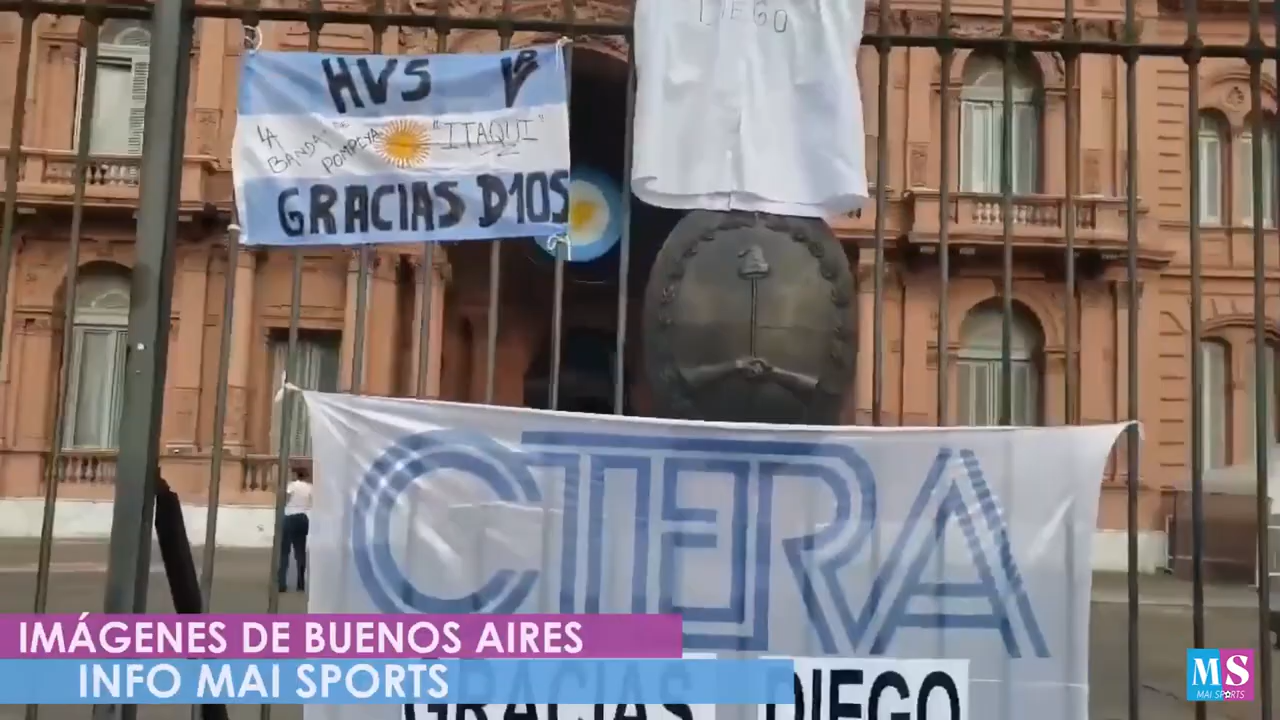 DIEGO
HVS
LA BANDA DE POMPEYA "ITAQUI"
GRACIAS D10S
CTERA
GRACIAS DIEGO
IMÁGENES DE BUENOS AIRES
INFO MAI SPORTS
MS
MAI SPORTS